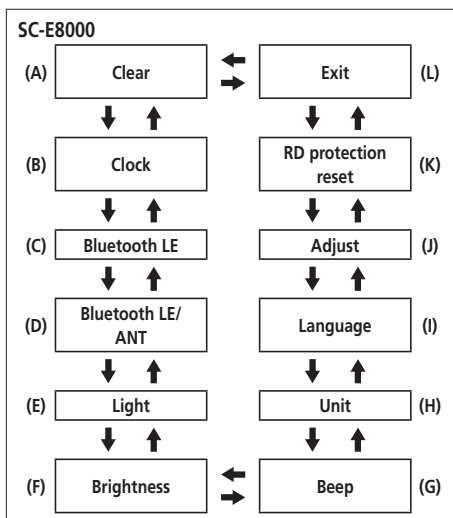 SC-E8000
(A) Clear Exit (L)
(B) Clock RD protection reset (K)
(C) Bluetooth LE Adjust (J)
(D) Bluetooth LE/ ANT Language (I)
(E) Light Unit (H)
(F) Brightness Beep (G)